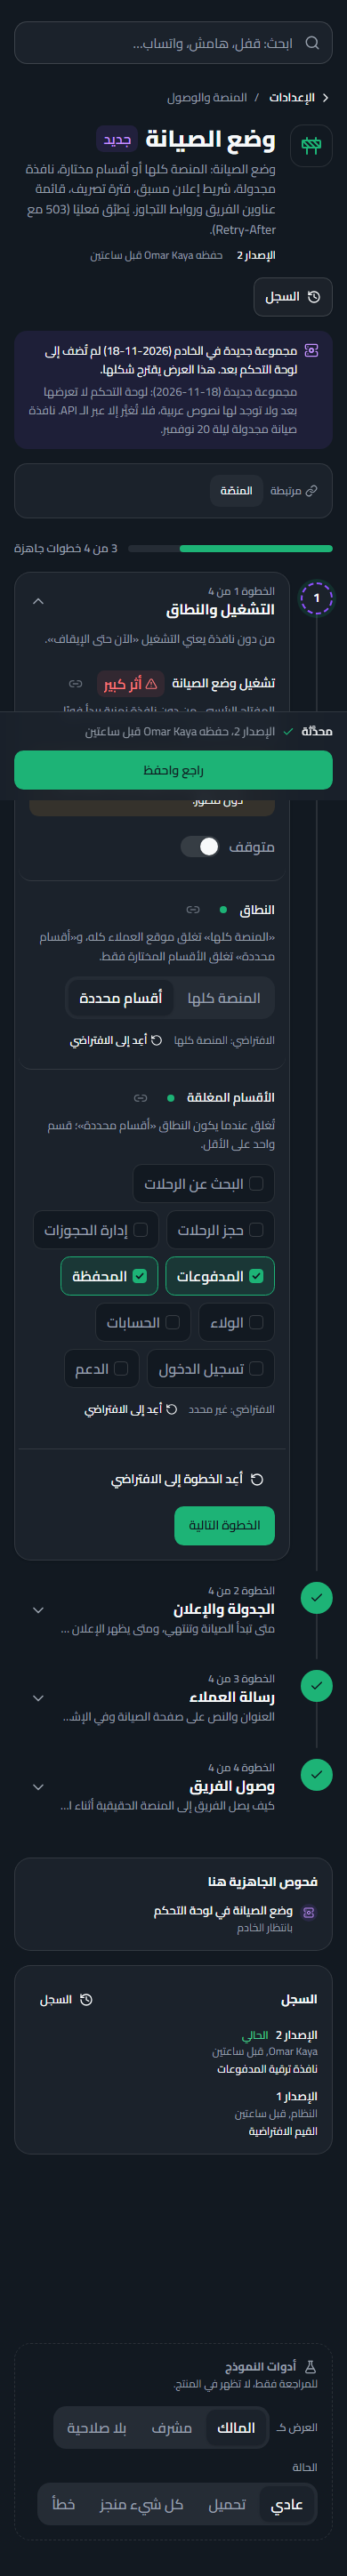 ابحث: قفل، هامش، واتساب...
الإعدادات / المنصة والوصول
وضع الصيانة جديد
وضع الصيانة: المنصة كلها أو أقسام مختارة، نافذة
مجدولة، شريط إعلان مسبق، فترة تصريف، قائمة
عناوين الفريق وروابط التجاوز. يُطبَّق فعليًا (503 مع
Retry-After).
الإصدار 2 حفظه Omar Kaya قبل ساعتين
السجل
مجموعة جديدة في الخادم (2026-11-18) لم تُضف إلى
لوحة التحكم بعد. هذا العرض يقترح شكلها.
مجموعة جديدة (18-11-2026): لوحة التحكم لا تعرضها
بعد ولا توجد لها نصوص عربية، فلا تُغيَّر إلا عبر الـ API. نافذة
صيانة مجدولة ليلة 20 نوفمبر.
مرتبطة المنصّة
3 من 4 خطوات جاهزة
1
الخطوة 1 من 4
التشغيل والنطاق
من دون نافذة يعني التشغيل «الآن حتى الإيقاف».
تشغيل وضع الصيانة أثر كبير
محدَّثة الإصدار 2، حفظه Omar Kaya قبل ساعتين
راجع واحفظ
دون مطور.
متوقف
النطاق
«المنصة كلها» تغلق موقع العملاء كله، و«أقسام
محددة» تغلق الأقسام المختارة فقط.
المنصة كلها أقسام محددة
الافتراضي: المنصة كلها أعِد إلى الافتراضي
الأقسام المغلقة
تُغلق عندما يكون النطاق «أقسام محددة»؛ قسم
واحد على الأقل.
البحث عن الرحلات
حجز الرحلات إدارة الحجوزات
المدفوعات المحفظة
الولاء الحسابات
تسجيل الدخول الدعم
الافتراضي: غير محدد أعِد إلى الافتراضي
أعِد الخطوة إلى الافتراضي
الخطوة التالية
الخطوة 2 من 4
الجدولة والإعلان
متى تبدأ الصيانة وتنتهي، ومتى يظهر الإعلان ...
الخطوة 3 من 4
رسالة العملاء
العنوان والنص على صفحة الصيانة وفي الإش...
الخطوة 4 من 4
وصول الفريق
كيف يصل الفريق إلى المنصة الحقيقية أثناء ا...
فحوص الجاهزية هنا
وضع الصيانة في لوحة التحكم
بانتظار الخادم
السجل السجل
الإصدار 2 الحالي
Omar Kaya, قبل ساعتين
نافذة ترقية المدفوعات
الإصدار 1
النظام, قبل ساعتين
القيم الافتراضية
أدوات النموذج
للمراجعة فقط، لا تظهر في المنتج.
العرض كـ المالك مشرف بلا صلاحية
الحالة
عادي تحميل كل شيء منجز خطأ